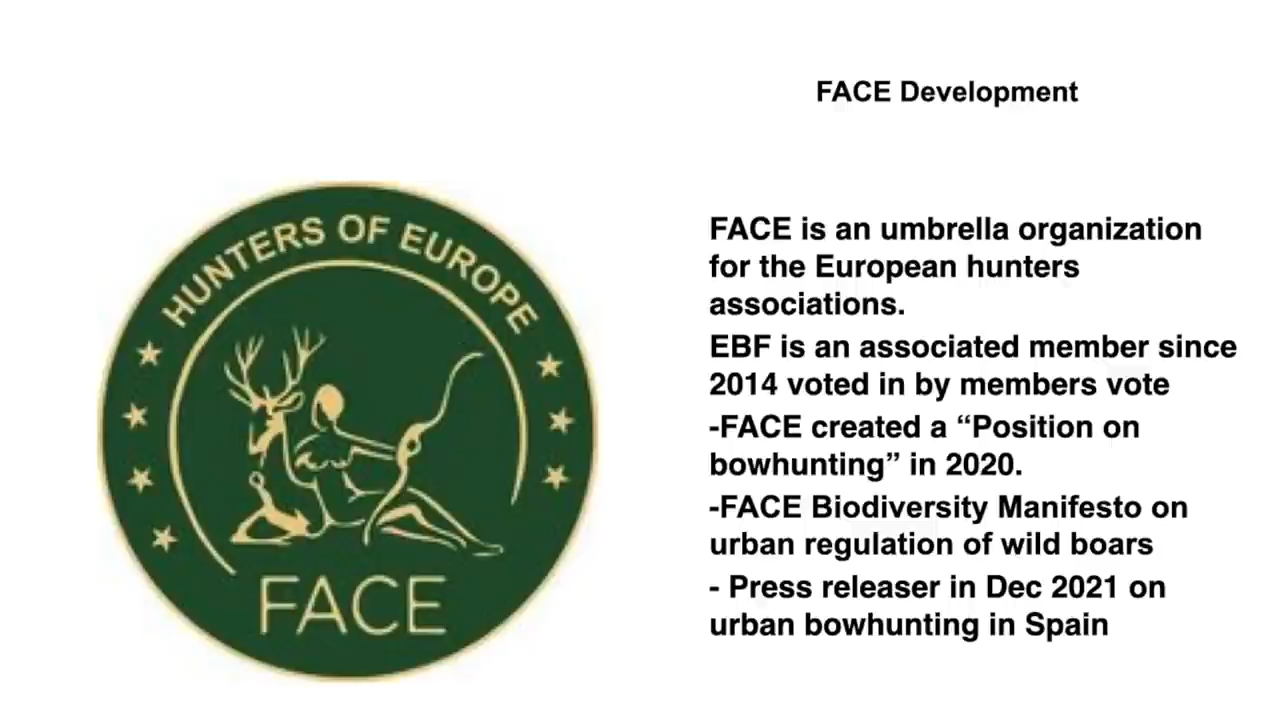 FACE Development
HUNTERS OF EUROPE
FACE
FACE is an umbrella organization
for the European hunters
associations.
EBF is an associated member since
2014 voted in by members vote
-FACE created a “Position on
bowhunting” in 2020.
-FACE Biodiversity Manifesto on
urban regulation of wild boars
- Press releaser in Dec 2021 on
urban bowhunting in Spain